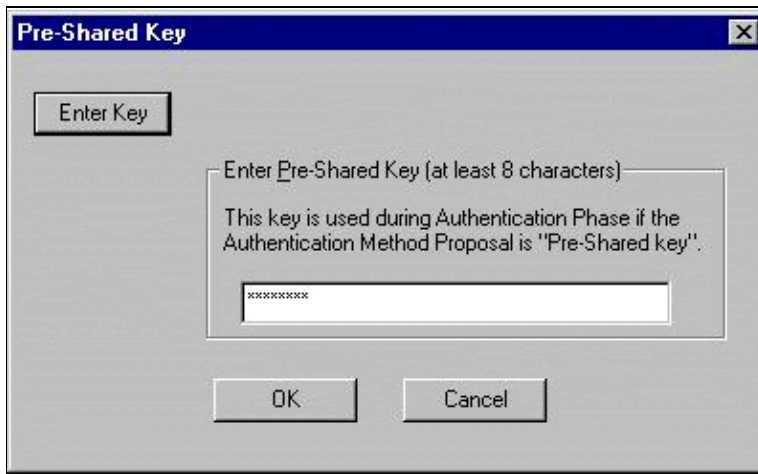 Pre-Shared Key
Enter Key
Enter Pre-Shared Key (at least 8 characters)
This key is used during Authentication Phase if the
Authentication Method Proposal is "Pre-Shared key".
xxxxxxxx
OK
Cancel